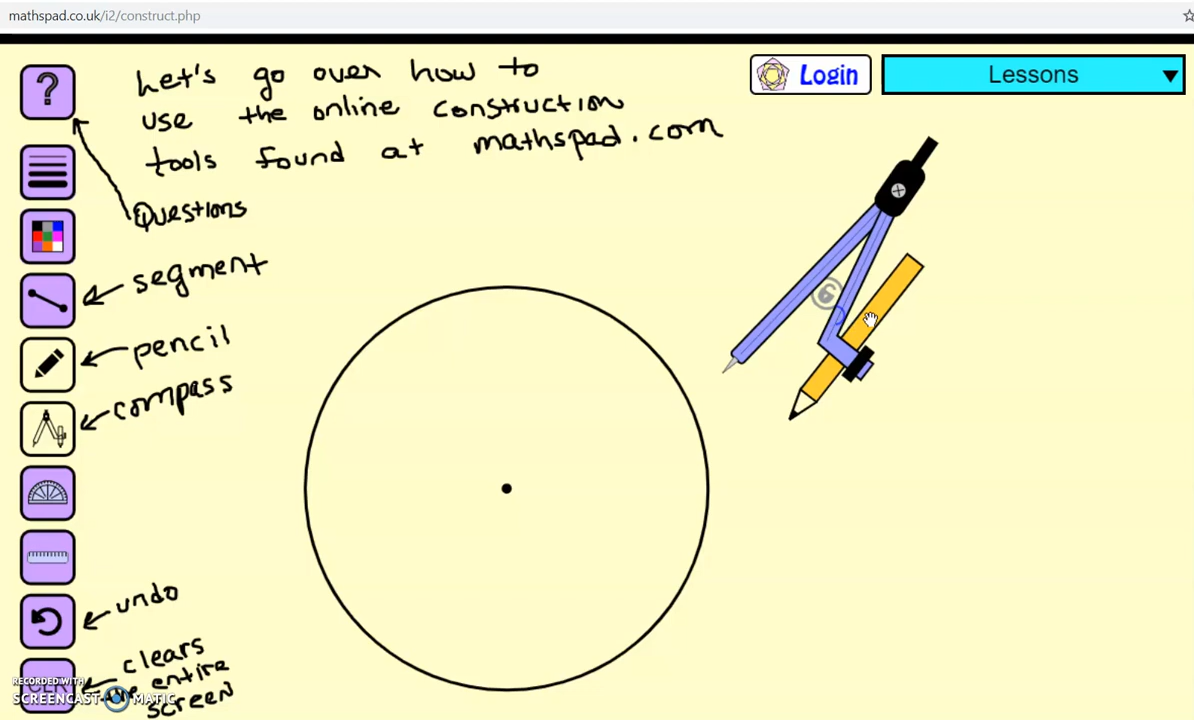 mathspad.co.uk/i2/construct.php
Let's go over how to
use the online construction
tools found at mathspad.com
Login
Lessons
?
Questions
segment
pencil
compass
undo
clears
the entire
screen
RECORDED WITH
SCREENCAST MATIC